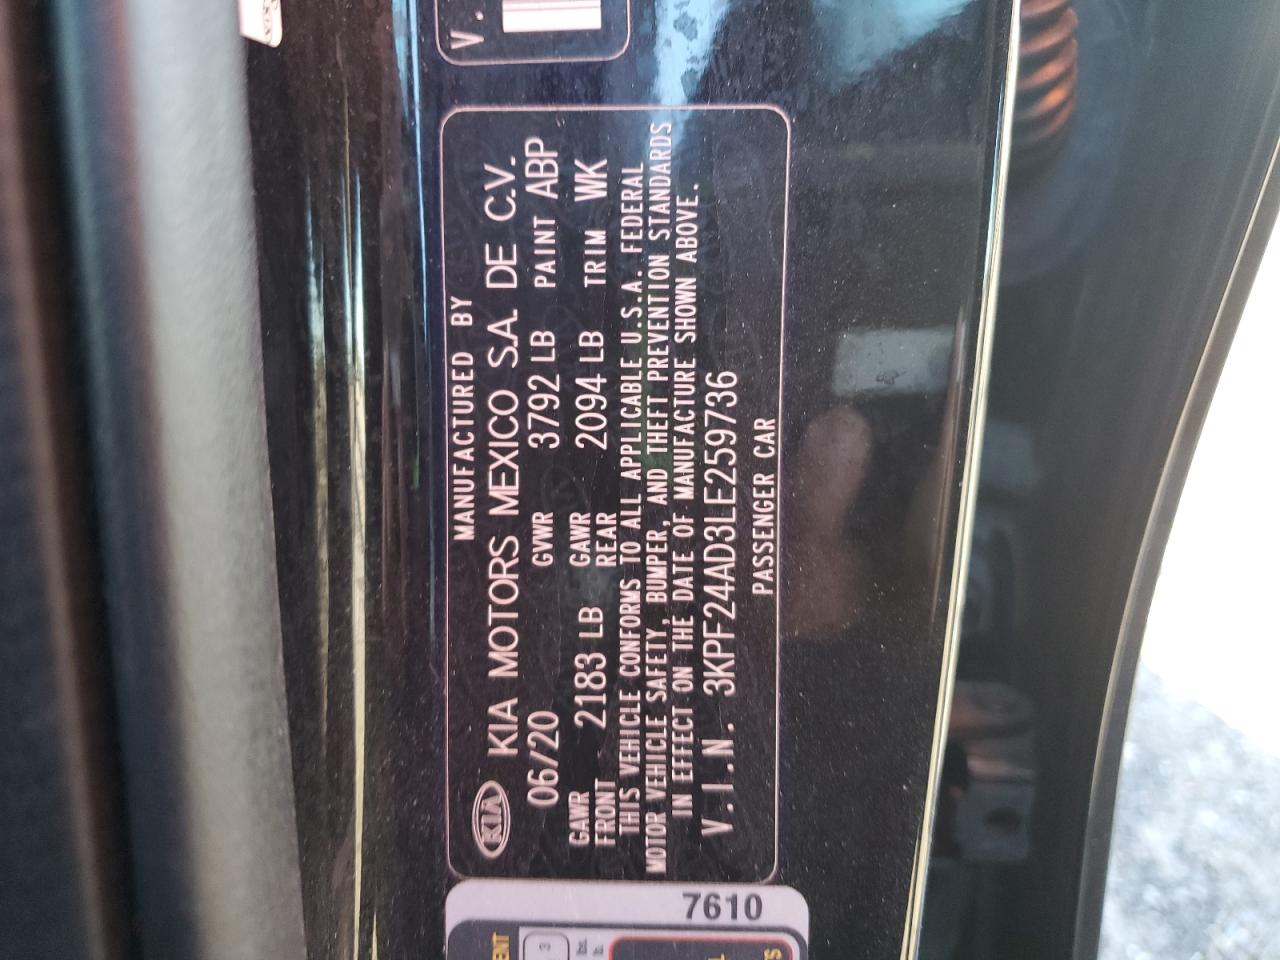 MANUFACTURED BY
KIA KIA MOTORS MEXICO S.A. DE C.V.
06/20 GVWR 3792 LB PAINT ABP
GAWR FRONT 2183 LB GAWR REAR 2094 LB TRIM WK
THIS VEHICLE CONFORMS TO ALL APPLICABLE U.S.A. FEDERAL
MOTOR VEHICLE SAFETY, BUMPER, AND THEFT PREVENTION STANDARDS
IN EFFECT ON THE DATE OF MANUFACTURE SHOWN ABOVE.
V.I.N. 3KPF24AD3LE259736
PASSENGER CAR
7610
V.
3